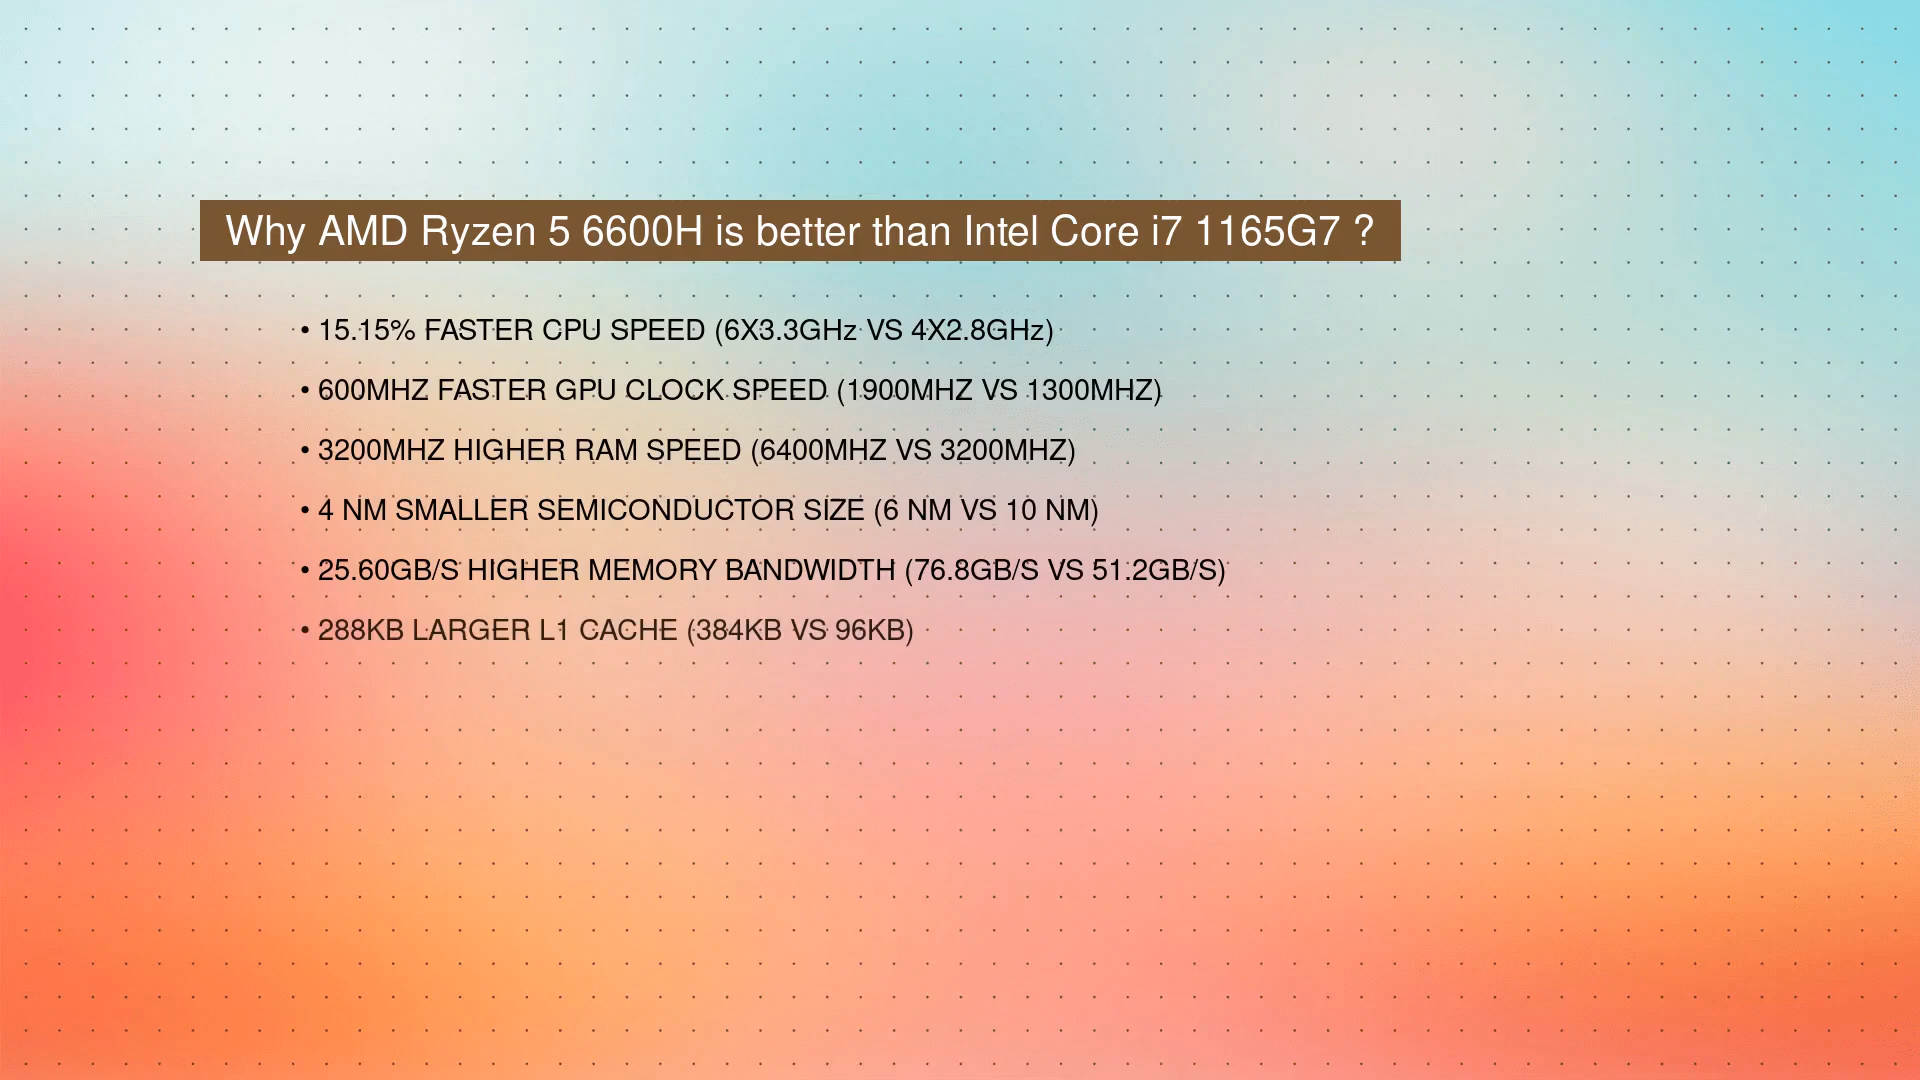 Why AMD Ryzen 5 6600H is better than Intel Core i7 1165G7 ?
• 15.15% FASTER CPU SPEED (6X3.3GHz VS 4X2.8GHz)
• 600MHZ FASTER GPU CLOCK SPEED (1900MHZ VS 1300MHZ)
• 3200MHZ HIGHER RAM SPEED (6400MHZ VS 3200MHZ)
• 4 NM SMALLER SEMICONDUCTOR SIZE (6 NM VS 10 NM)
• 25.60GB/S HIGHER MEMORY BANDWIDTH (76.8GB/S VS 51.2GB/S)
• 288KB LARGER L1 CACHE (384KB VS 96KB)